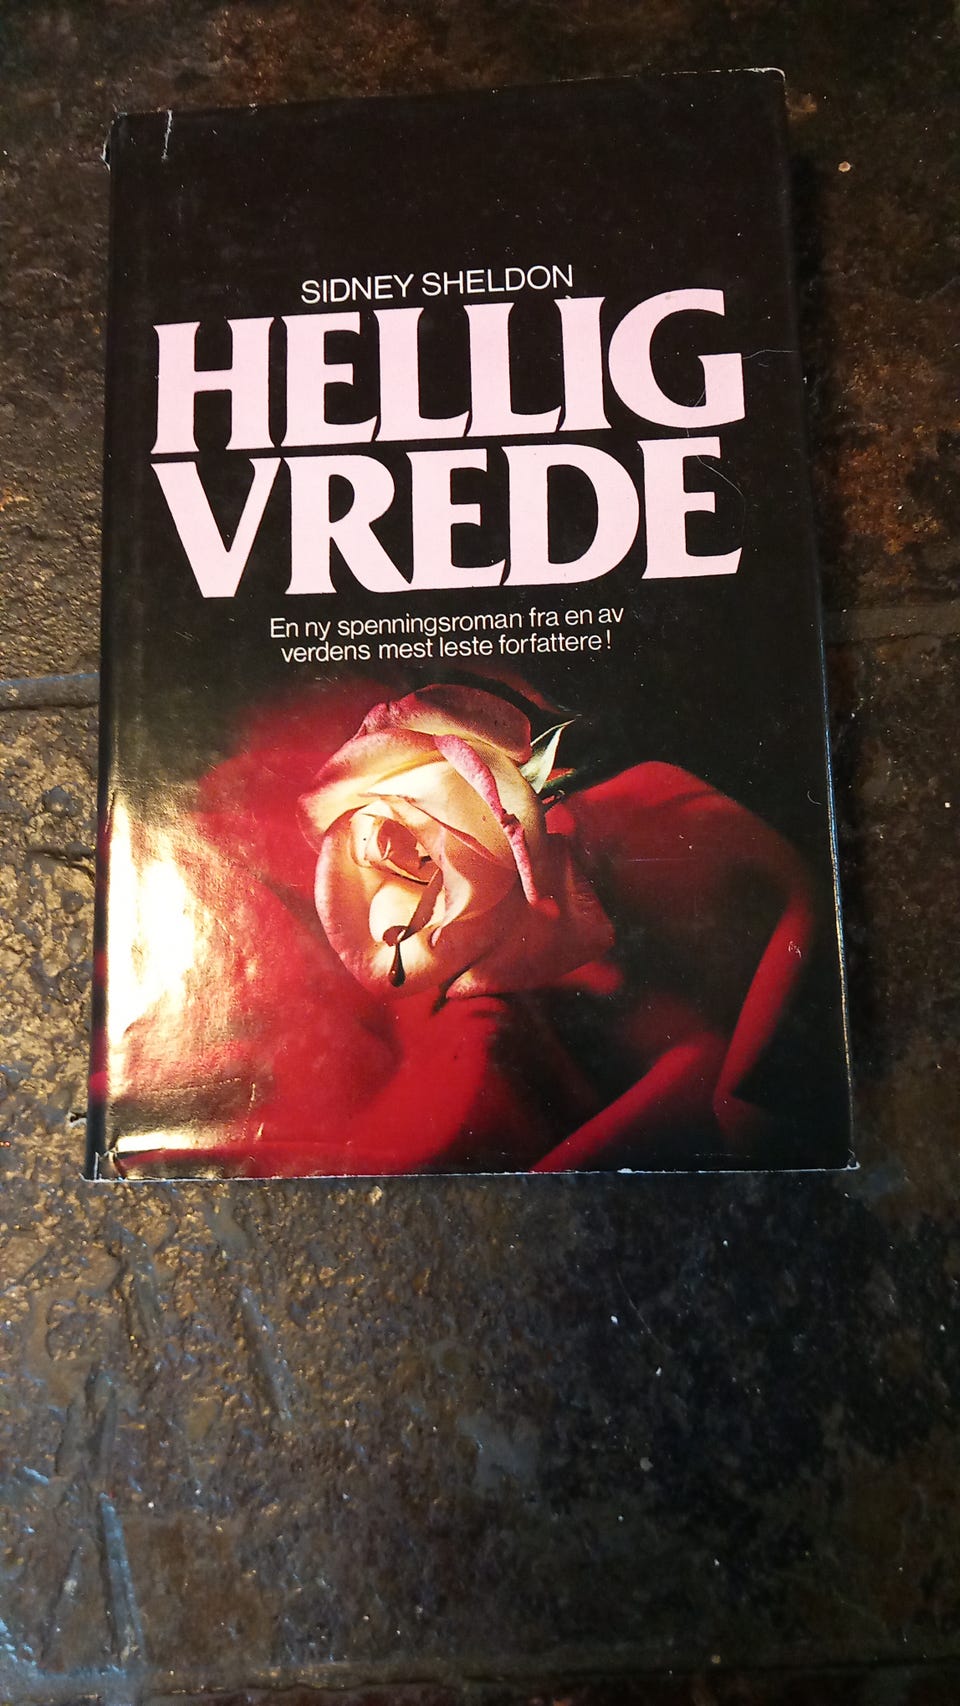 SIDNEY SHELDON
HELLIG
VREDE
En ny spenningsroman fra en av
verdens mest leste forfattere!